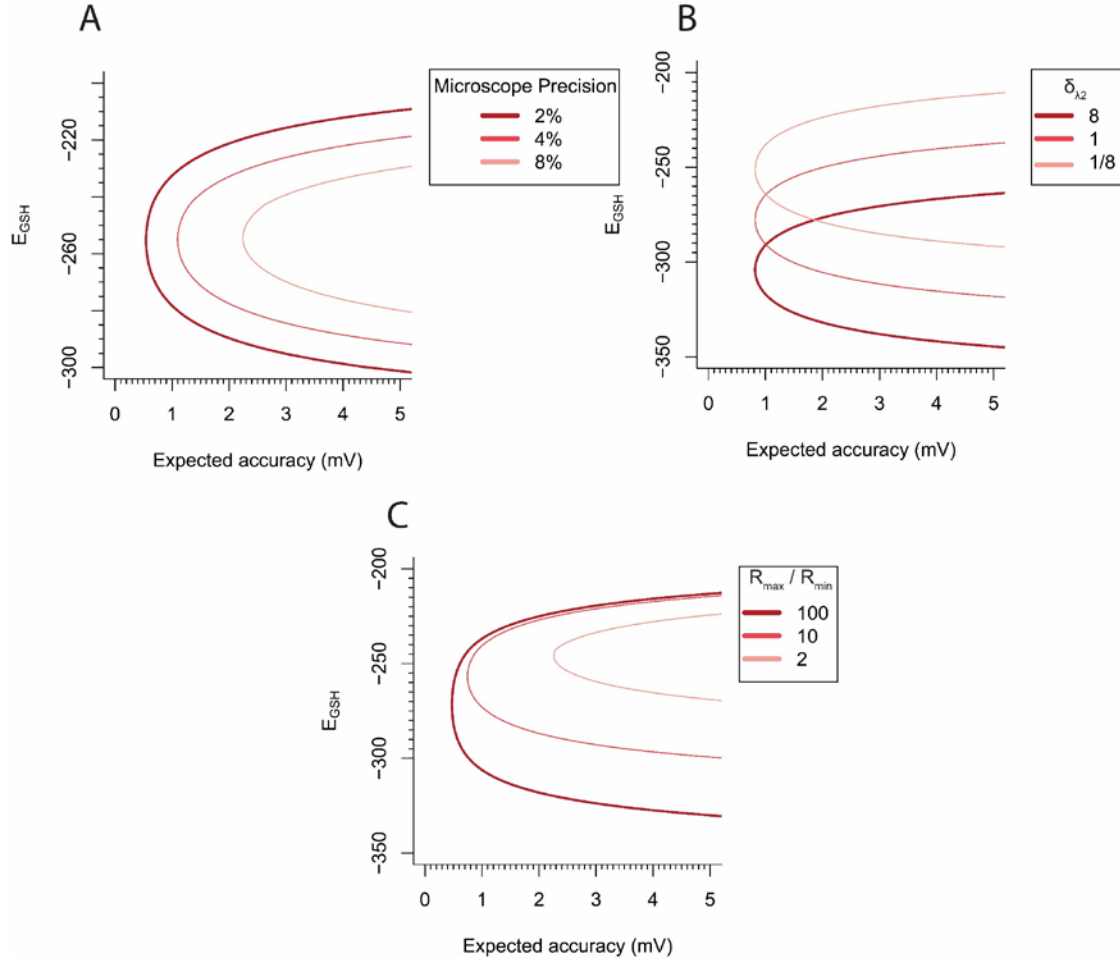 A
Microscope Precision
2%
4%
8%
−220
−260
−300
E_GSH
0 1 2 3 4 5
Expected accuracy (mV)
B
δ_λ2
8
1
1/8
−200
−250
−300
−350
E_GSH
0 1 2 3 4 5
Expected accuracy (mV)
C
R_max / R_min
100
10
2
−200
−250
−300
−350
E_GSH
0 1 2 3 4 5
Expected accuracy (mV)